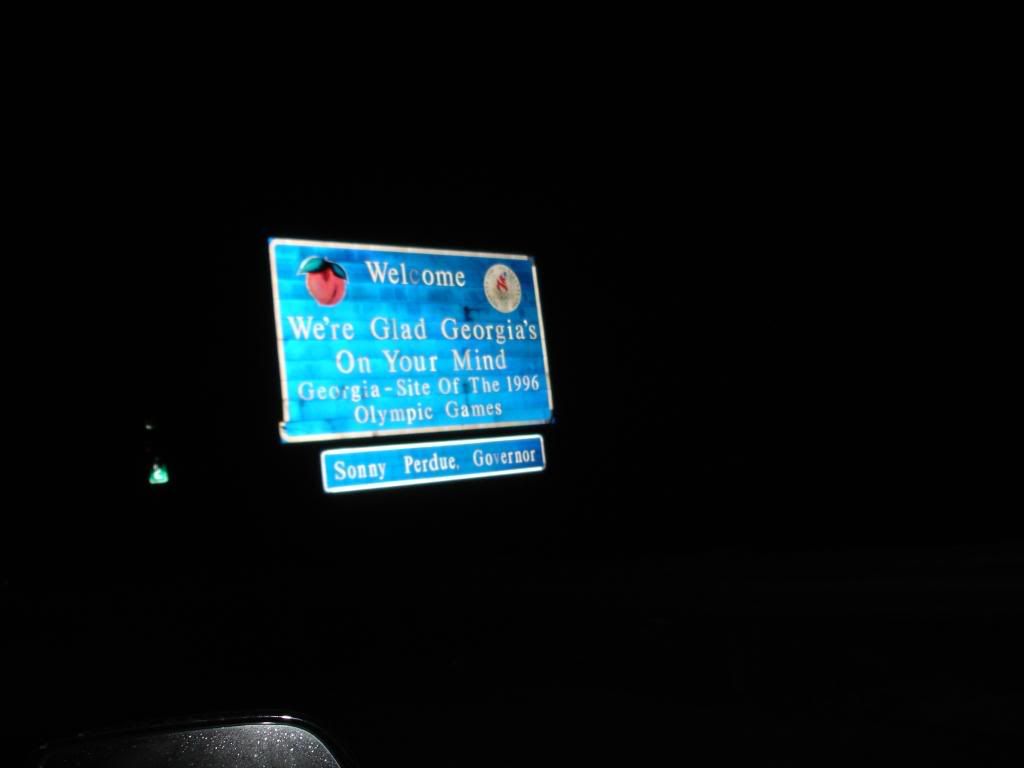 Welcome
We're Glad Georgia's
On Your Mind
Georgia-Site Of The 1996
Olympic Games
Sonny Perdue, Governor